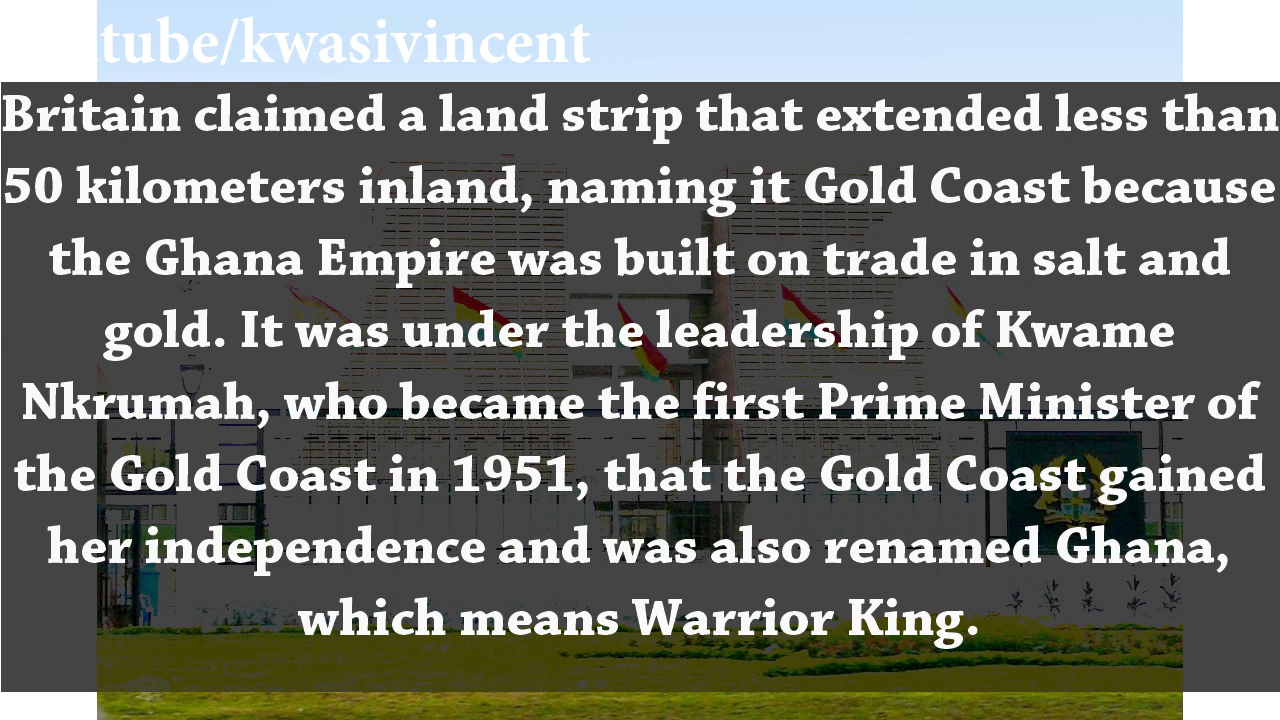 tube/kwasivincent
Britain claimed a land strip that extended less than
50 kilometers inland, naming it Gold Coast because
the Ghana Empire was built on trade in salt and
gold. It was under the leadership of Kwame
Nkrumah, who became the first Prime Minister of
the Gold Coast in 1951, that the Gold Coast gained
her independence and was also renamed Ghana,
which means Warrior King.